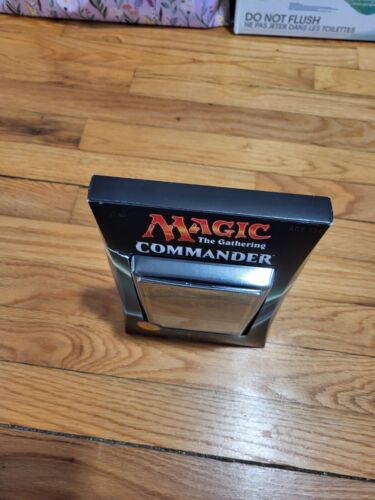 DO NOT FLUSH
NE PAS JETER DANS LES TOILETTES
MAGIC
The Gathering
COMMANDER